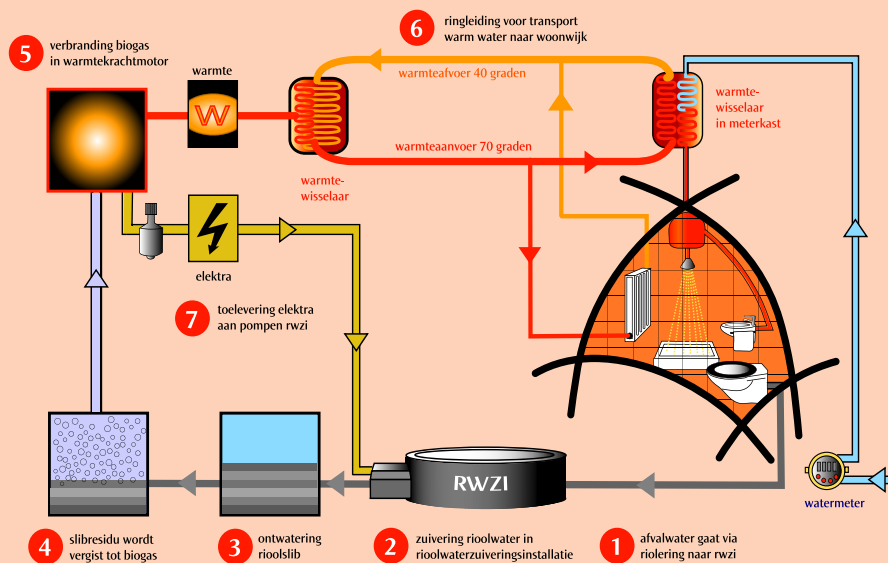 6
ringleiding voor transport
warm water naar woonwijk
5
verbranding biogas
in warmtekrachtmotor
warmte
W
warmteafvoer 40 graden
warmte-
wisselaar
in meterkast
warmteaanvoer 70 graden
warmte-
wisselaar
elektra
7
toelevering elektra
aan pompen rwzi
RWZI
watermeter
4
slibresidu wordt
vergist tot biogas
3
ontwatering
rioolslib
2
zuivering rioolwater in
rioolwaterzuiveringsinstallatie
1
afvalwater gaat via
riolering naar rwzi